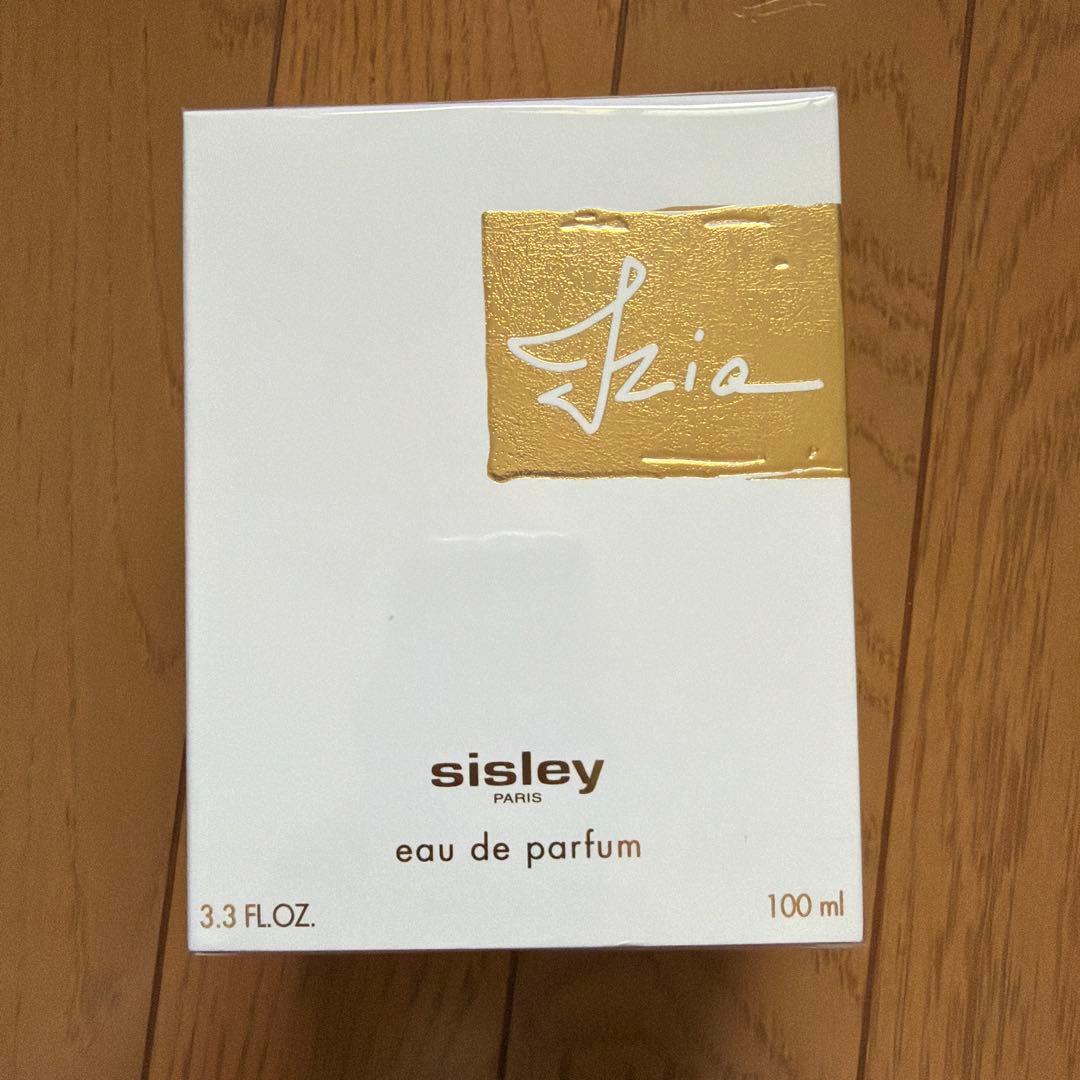 Izia
sisley
PARIS
eau de parfum
3.3 FL.OZ.
100 ml